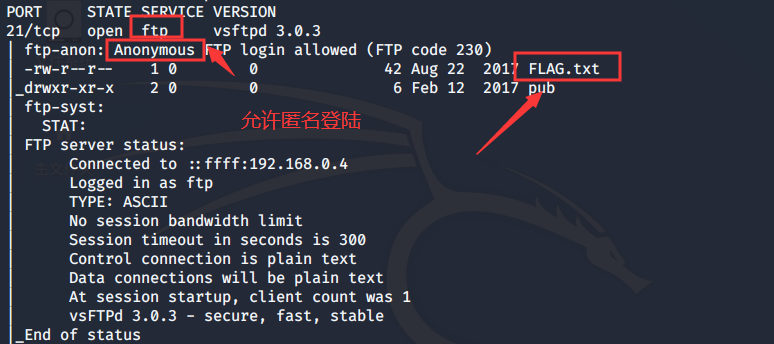 PORT STATE SERVICE VERSION
21/tcp open ftp vsftpd 3.0.3
| ftp-anon: Anonymous FTP login allowed (FTP code 230)
| -rw-r--r-- 1 0 0 42 Aug 22 2017 FLAG.txt
|_drwxr-xr-x 2 0 0 6 Feb 12 2017 pub
| ftp-syst:
| STAT:
允许匿名登陆
| FTP server status:
| Connected to ::ffff:192.168.0.4
| Logged in as ftp
| TYPE: ASCII
| No session bandwidth limit
| Session timeout in seconds is 300
| Control connection is plain text
| Data connections will be plain text
| At session startup, client count was 1
| vsFTPd 3.0.3 - secure, fast, stable
|_End of status